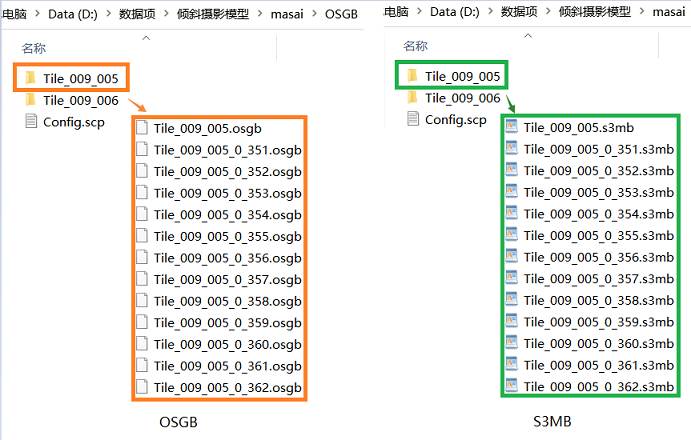 电脑 › Data (D:) › 数据项 › 倾斜摄影模型 › masai › OSGB
名称
Tile_009_005
Tile_009_006
Config.scp
Tile_009_005.osgb
Tile_009_005_0_351.osgb
Tile_009_005_0_352.osgb
Tile_009_005_0_353.osgb
Tile_009_005_0_354.osgb
Tile_009_005_0_355.osgb
Tile_009_005_0_356.osgb
Tile_009_005_0_357.osgb
Tile_009_005_0_358.osgb
Tile_009_005_0_359.osgb
Tile_009_005_0_360.osgb
Tile_009_005_0_361.osgb
Tile_009_005_0_362.osgb
OSGB
电脑 › Data (D:) › 数据项 › 倾斜摄影模型 › masai
名称
Tile_009_005
Tile_009_006
Config.scp
Tile_009_005.s3mb
Tile_009_005_0_351.s3mb
Tile_009_005_0_352.s3mb
Tile_009_005_0_353.s3mb
Tile_009_005_0_354.s3mb
Tile_009_005_0_355.s3mb
Tile_009_005_0_356.s3mb
Tile_009_005_0_357.s3mb
Tile_009_005_0_358.s3mb
Tile_009_005_0_359.s3mb
Tile_009_005_0_360.s3mb
Tile_009_005_0_361.s3mb
Tile_009_005_0_362.s3mb
S3MB